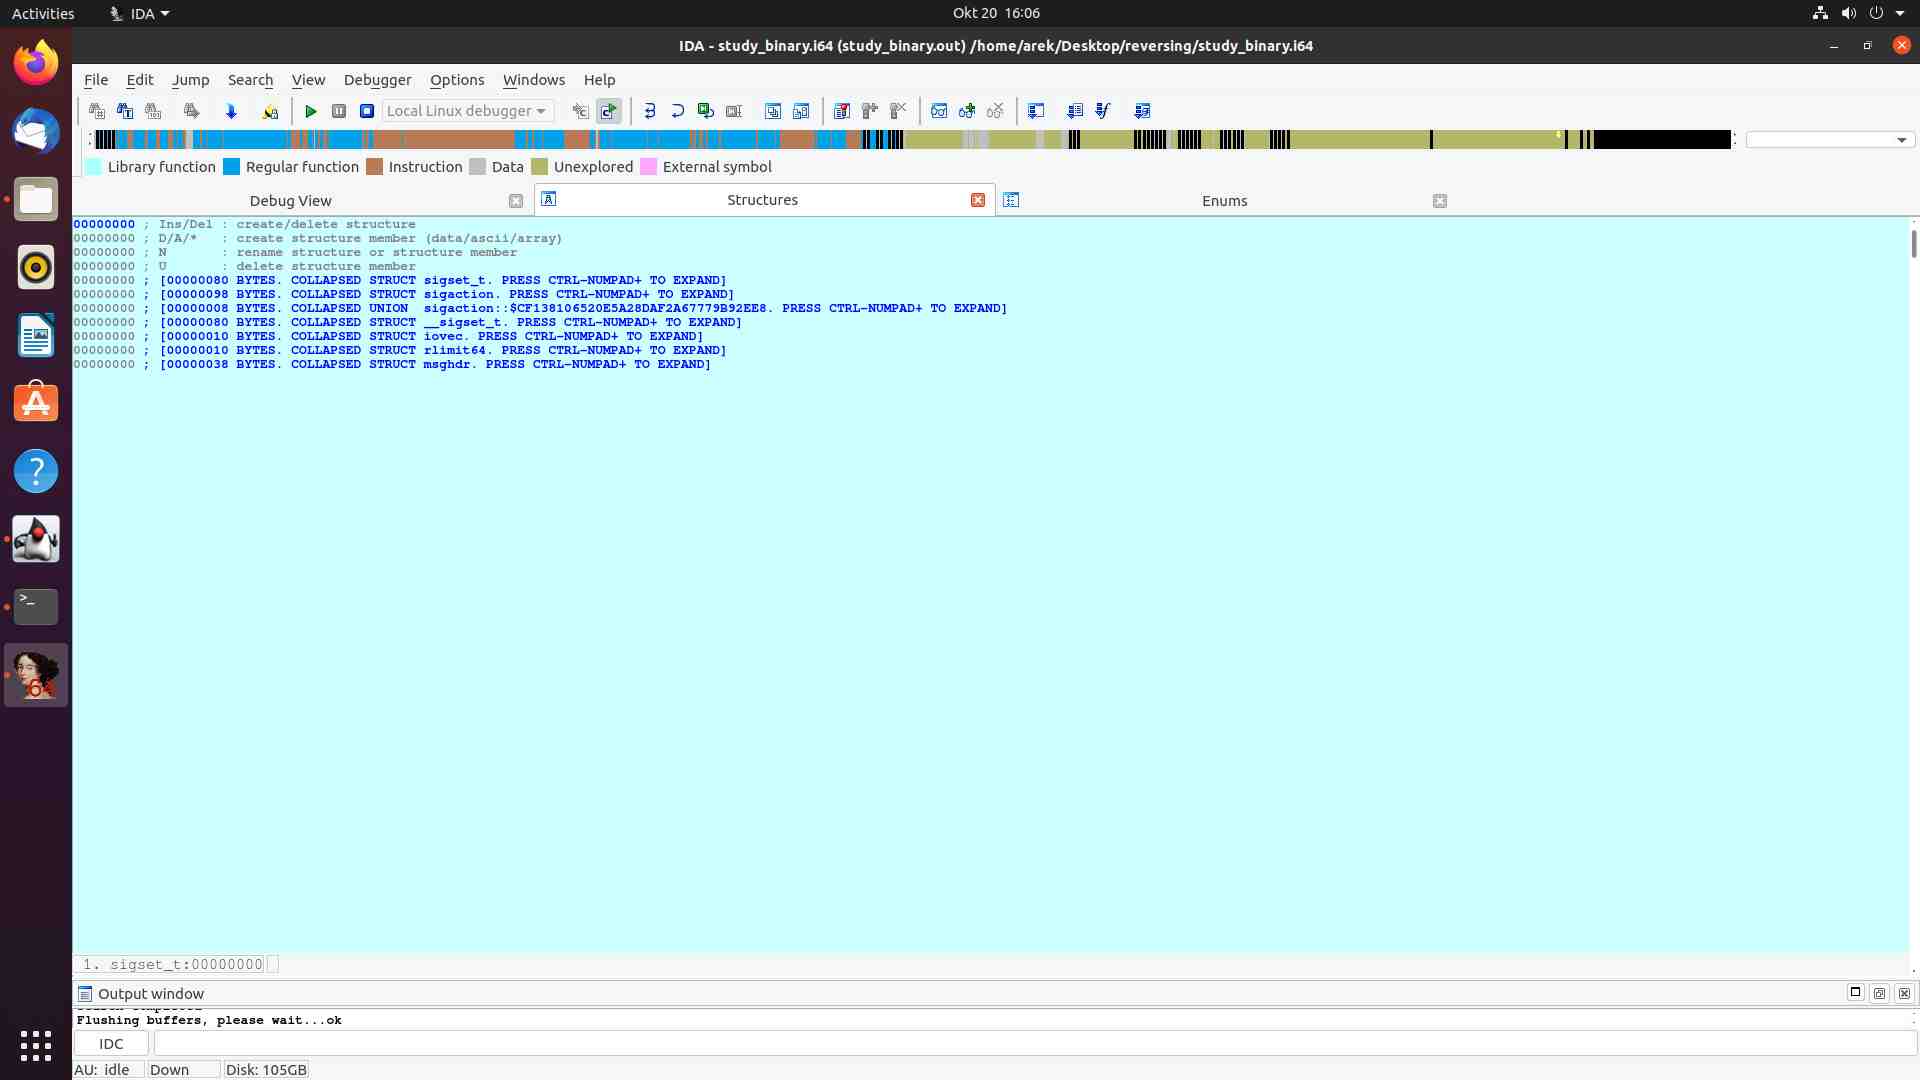 Activities
IDA
Okt 20 16:06
IDA - study_binary.i64 (study_binary.out) /home/arek/Desktop/reversing/study_binary.i64
File Edit Jump Search View Debugger Options Windows Help
Local Linux debugger
Library function Regular function Instruction Data Unexplored External symbol
Debug View Structures Enums
00000000 ; Ins/Del : create/delete structure
00000000 ; D/A/* : create structure member (data/ascii/array)
00000000 ; N : rename structure or structure member
00000000 ; U : delete structure member
00000000 ; [00000080 BYTES. COLLAPSED STRUCT sigset_t. PRESS CTRL-NUMPAD+ TO EXPAND]
00000000 ; [00000098 BYTES. COLLAPSED STRUCT sigaction. PRESS CTRL-NUMPAD+ TO EXPAND]
00000000 ; [00000008 BYTES. COLLAPSED UNION sigaction::$CF138106520E5A28DAF2A67779B92EE8. PRESS CTRL-NUMPAD+ TO EXPAND]
00000000 ; [00000080 BYTES. COLLAPSED STRUCT __sigset_t. PRESS CTRL-NUMPAD+ TO EXPAND]
00000000 ; [00000010 BYTES. COLLAPSED STRUCT iovec. PRESS CTRL-NUMPAD+ TO EXPAND]
00000000 ; [00000010 BYTES. COLLAPSED STRUCT rlimit64. PRESS CTRL-NUMPAD+ TO EXPAND]
00000000 ; [00000038 BYTES. COLLAPSED STRUCT msghdr. PRESS CTRL-NUMPAD+ TO EXPAND]
64
1. sigset_t:00000000
Output window
Flushing buffers, please wait...ok
IDC
AU: idle Down Disk: 105GB